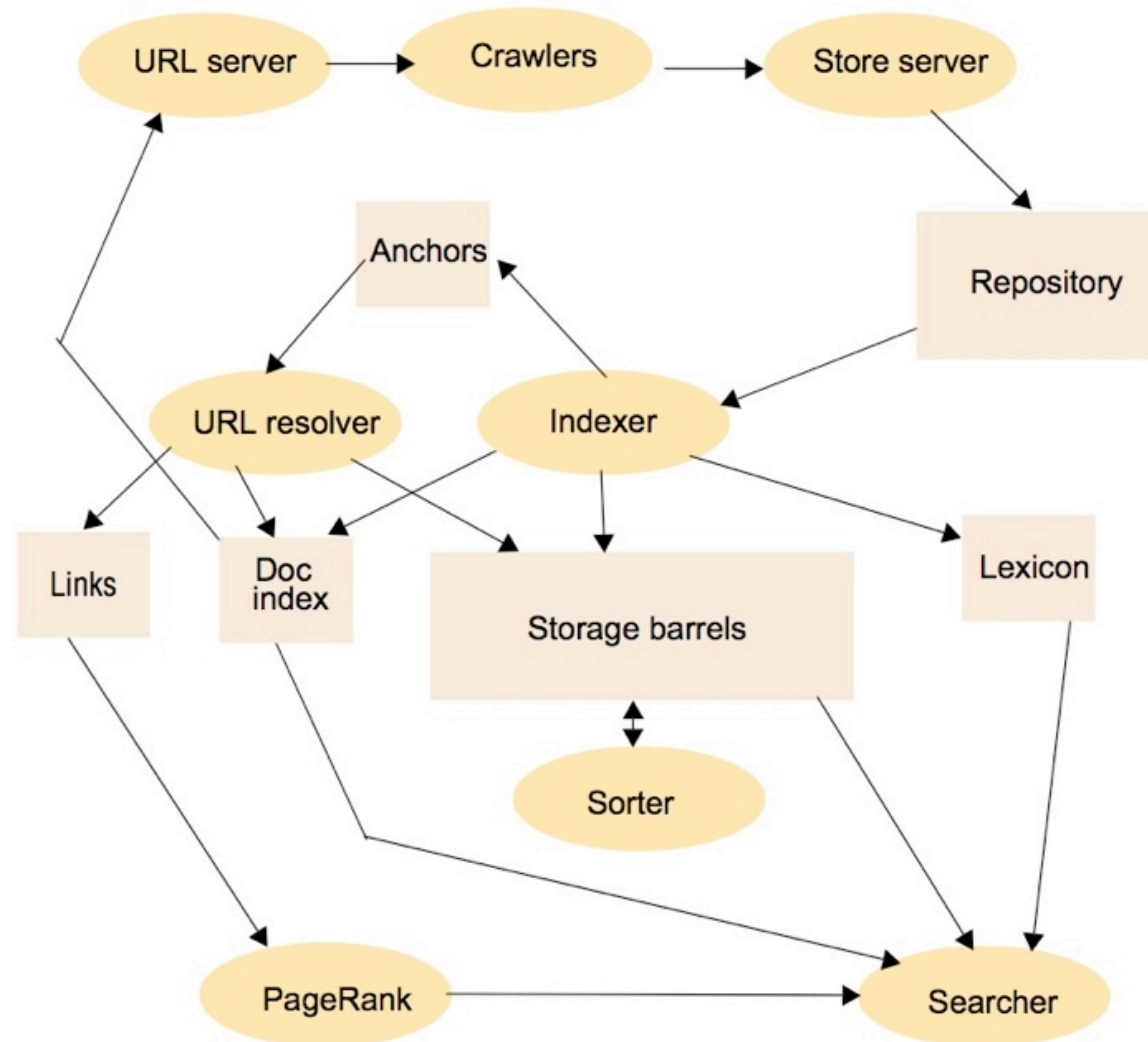 URL server
Crawlers
Store server
Anchors
Repository
URL resolver
Indexer
Links
Doc
index
Storage barrels
Lexicon
Sorter
PageRank
Searcher